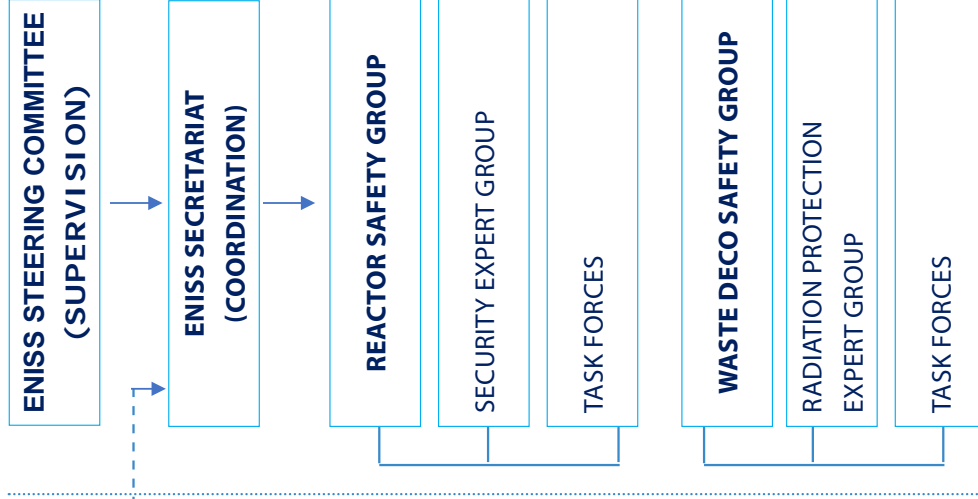 ENISS STEERING COMMITTEE
(SUPERVISION)
ENISS SECRETARIAT
(COORDINATION)
REACTOR SAFETY GROUP
SECURITY EXPERT GROUP
TASK FORCES
WASTE DECO SAFETY GROUP
RADIATION PROTECTION
EXPERT GROUP
TASK FORCES